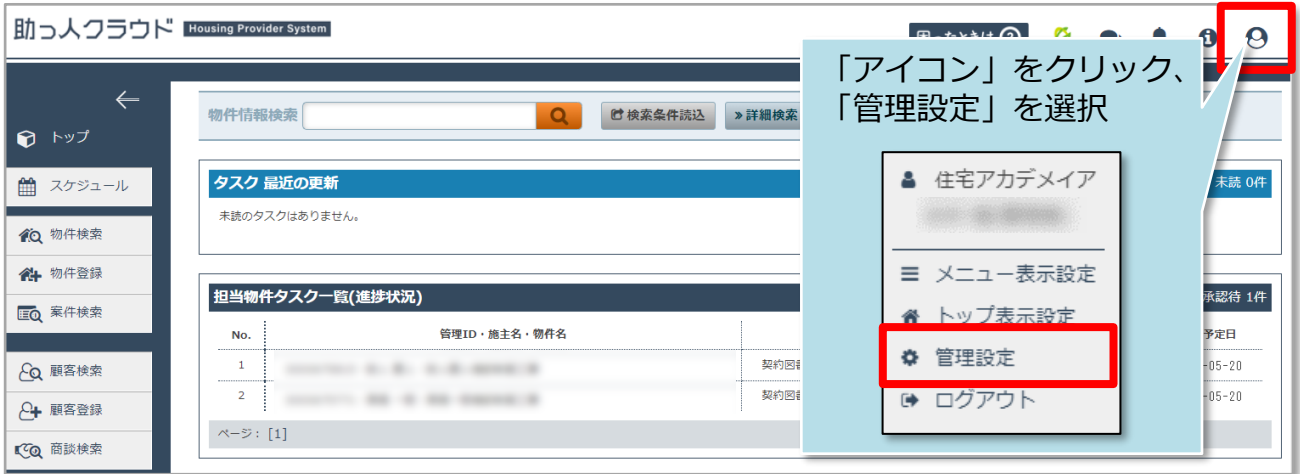 助っ人クラウド Housing Provider System
「アイコン」をクリック、
「管理設定」を選択
トップ
スケジュール
物件検索
物件登録
案件検索
顧客検索
顧客登録
商談検索
物件情報検索
検索条件読込
»詳細検索
タスク 最近の更新
未読 0件
未読のタスクはありません。
担当物件タスク一覧(進捗状況)
承認待 1件
No. 管理ID・施主名・物件名 予定日
1 契約図 -05-20
2 契約図 -05-20
ページ: [1]
住宅アカデメイア
メニュー表示設定
トップ表示設定
管理設定
ログアウト